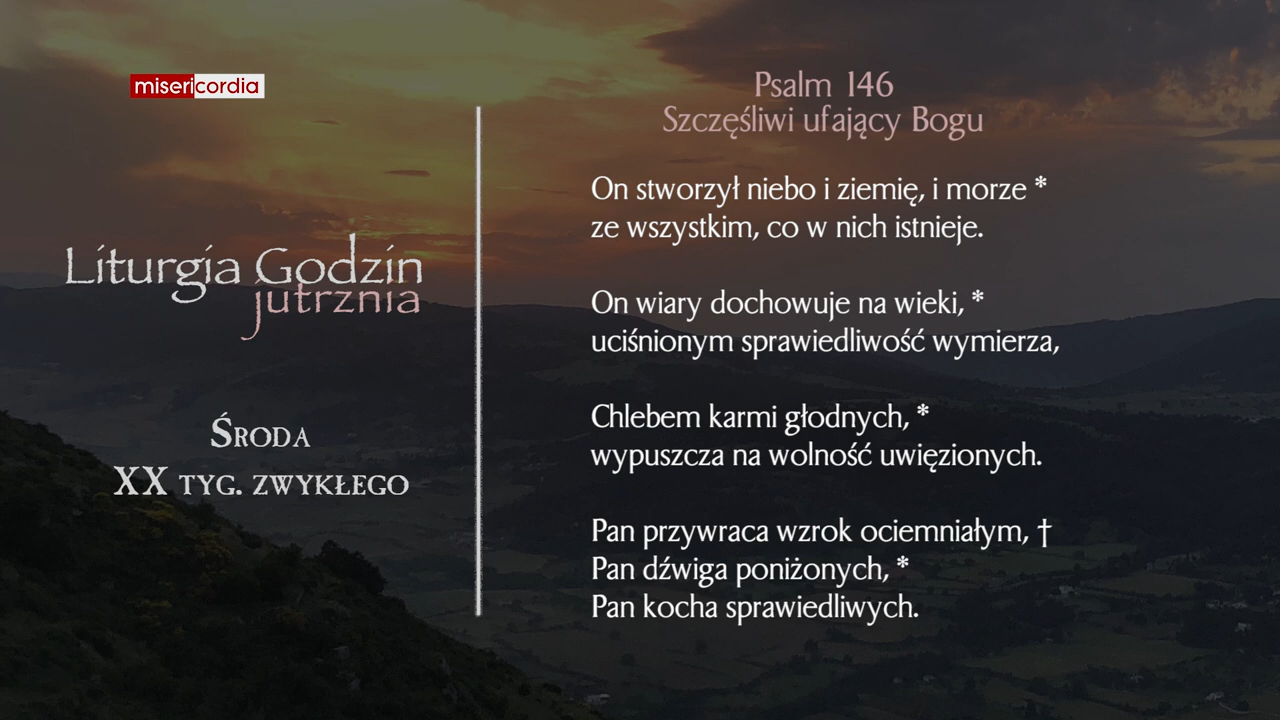 misericordia
Liturgia Godzin
jutrznia
Środa
XX tyg. zwykłego
Psalm 146
Szczęśliwi ufający Bogu
On stworzył niebo i ziemię, i morze *
ze wszystkim, co w nich istnieje.
On wiary dochowuje na wieki, *
uciśnionym sprawiedliwość wymierza,
Chlebem karmi głodnych, *
wypuszcza na wolność uwięzionych.
Pan przywraca wzrok ociemniałym, †
Pan dźwiga poniżonych, *
Pan kocha sprawiedliwych.